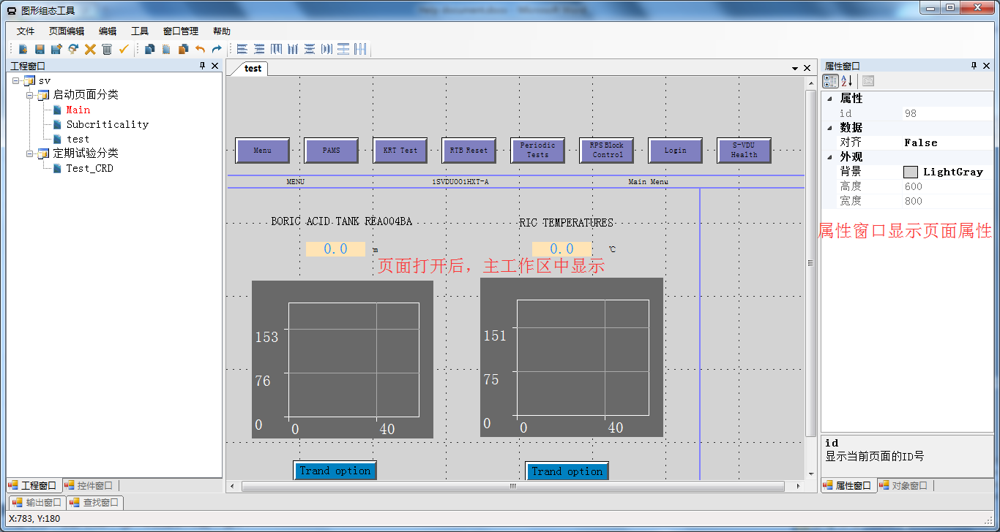 图形组态工具
文件 页面编辑 编辑 工具 窗口管理 帮助
工程窗口
sv
启动页面分类
Main
Subcriticality
test
定期试验分类
Test_CRD
工程窗口 控件窗口
test
Menu PAMS KRT Test RTB Reset Periodic Tests RPS Block Control Login S-VDU Health
MENU 1SVDU001HXT-A Main Menu
BORIC ACID TANK REA004BA RIC TEMPERATURES
0.0 m 0.0 ℃
页面打开后，主工作区中显示
153
76
0
0 40
151
75
0
0 40
Trand option Trand option
属性窗口
属性
id 98
数据
对齐 False
外观
背景 LightGray
高度 600
宽度 800
属性窗口显示页面属性
id
显示当前页面的ID号
属性窗口 对象窗口
输出窗口 查找窗口
X:783, Y:180